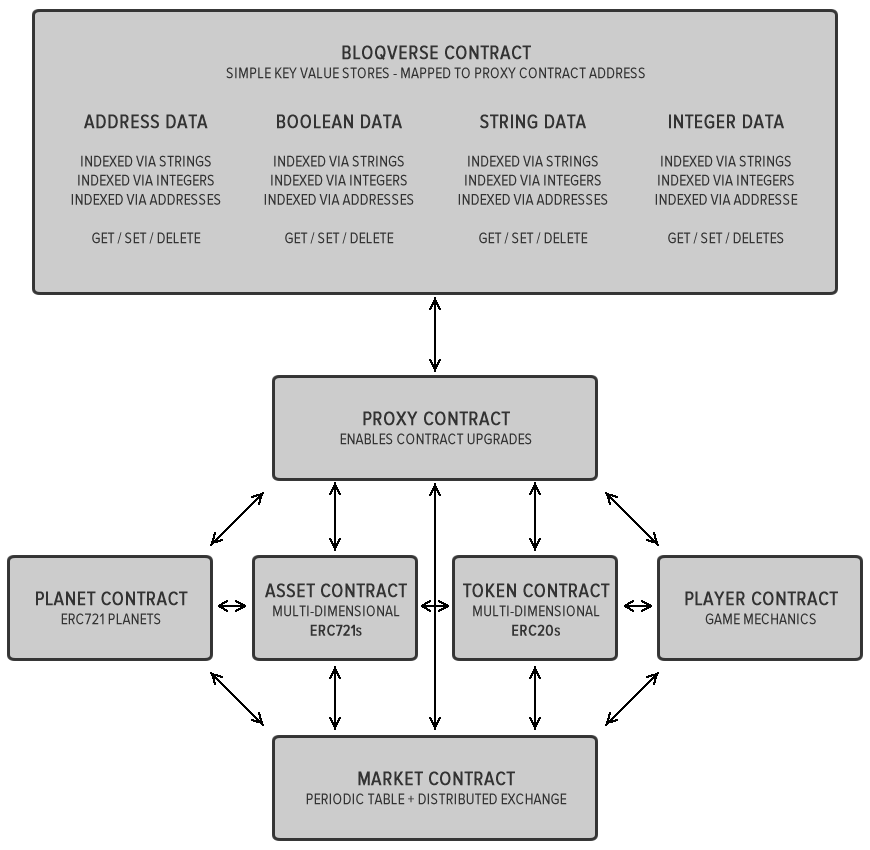 BLOQVERSE CONTRACT
SIMPLE KEY VALUE STORES - MAPPED TO PROXY CONTRACT ADDRESS
ADDRESS DATA
INDEXED VIA STRINGS
INDEXED VIA INTEGERS
INDEXED VIA ADDRESSES
GET / SET / DELETE
BOOLEAN DATA
INDEXED VIA STRINGS
INDEXED VIA INTEGERS
INDEXED VIA ADDRESSES
GET / SET / DELETE
STRING DATA
INDEXED VIA STRINGS
INDEXED VIA INTEGERS
INDEXED VIA ADDRESSES
GET / SET / DELETE
INTEGER DATA
INDEXED VIA STRINGS
INDEXED VIA INTEGERS
INDEXED VIA ADDRESSE
GET / SET / DELETES
PROXY CONTRACT
ENABLES CONTRACT UPGRADES
PLANET CONTRACT
ERC721 PLANETS
ASSET CONTRACT
MULTI-DIMENSIONAL
ERC721s
TOKEN CONTRACT
MULTI-DIMENSIONAL
ERC20s
PLAYER CONTRACT
GAME MECHANICS
MARKET CONTRACT
PERIODIC TABLE + DISTRIBUTED EXCHANGE